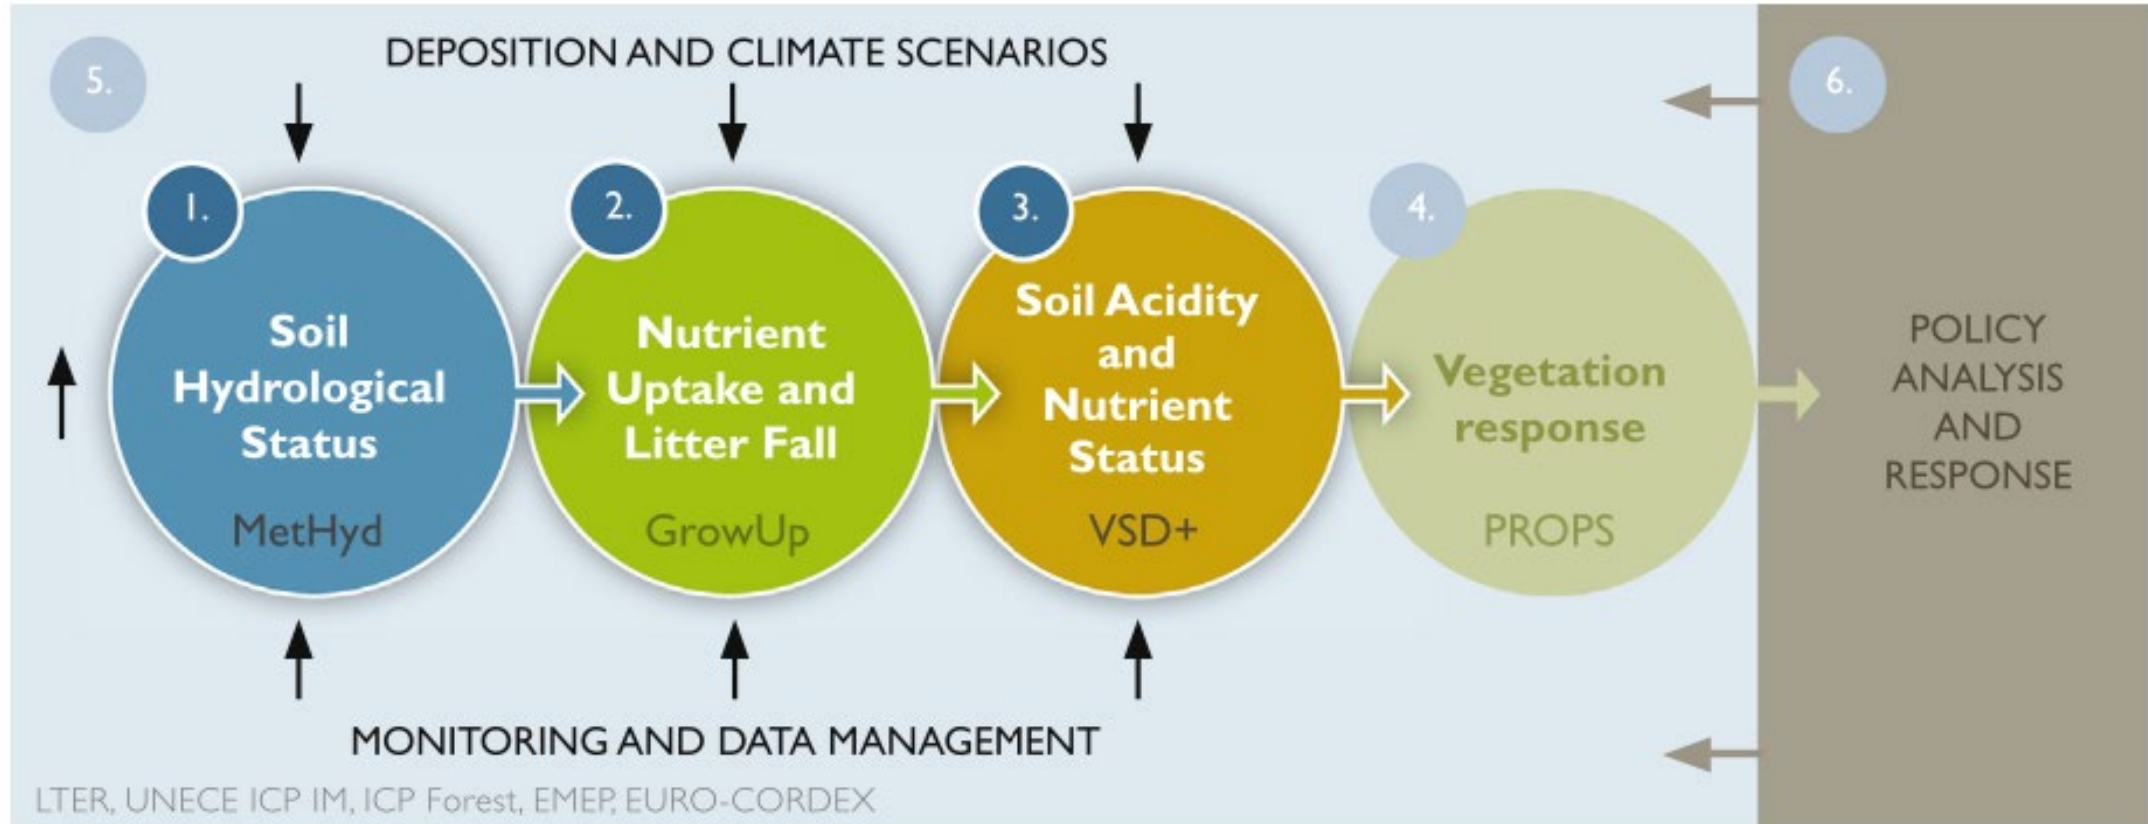 5.
DEPOSITION AND CLIMATE SCENARIOS
6.
1.
2.
3.
4.
Soil
Hydrological
Status
MetHyd
Nutrient
Uptake and
Litter Fall
GrowUp
Soil Acidity
and
Nutrient
Status
VSD+
Vegetation
response
PROPS
POLICY
ANALYSIS
AND
RESPONSE
MONITORING AND DATA MANAGEMENT
LTER, UNECE ICP IM, ICP Forest, EMEP, EURO-CORDEX